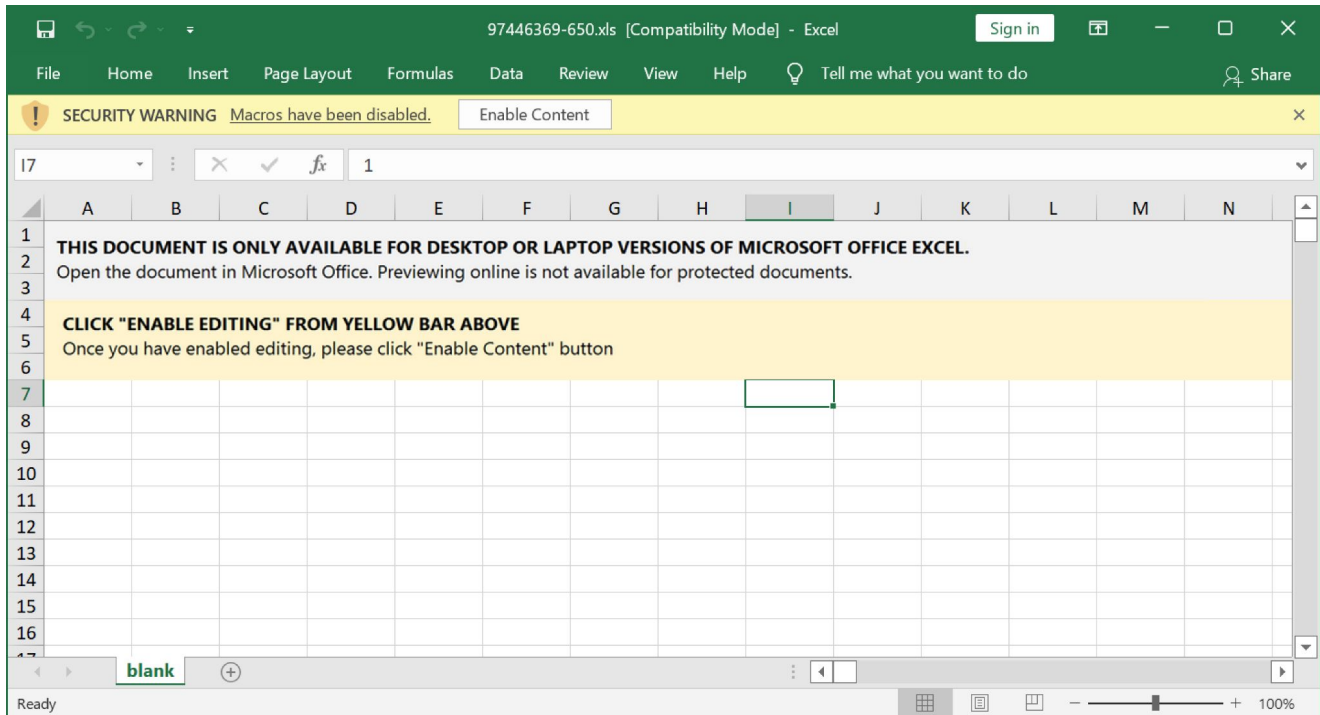 97446369-650.xls [Compatibility Mode] - Excel
Sign in
File Home Insert Page Layout Formulas Data Review View Help Tell me what you want to do Share
SECURITY WARNING Macros have been disabled. Enable Content
I7 fx 1
A B C D E F G H I J K L M N
1
THIS DOCUMENT IS ONLY AVAILABLE FOR DESKTOP OR LAPTOP VERSIONS OF MICROSOFT OFFICE EXCEL.
2
Open the document in Microsoft Office. Previewing online is not available for protected documents.
3
4
CLICK "ENABLE EDITING" FROM YELLOW BAR ABOVE
5
Once you have enabled editing, please click "Enable Content" button
6
7
8
9
10
11
12
13
14
15
16
17
blank
Ready 100%